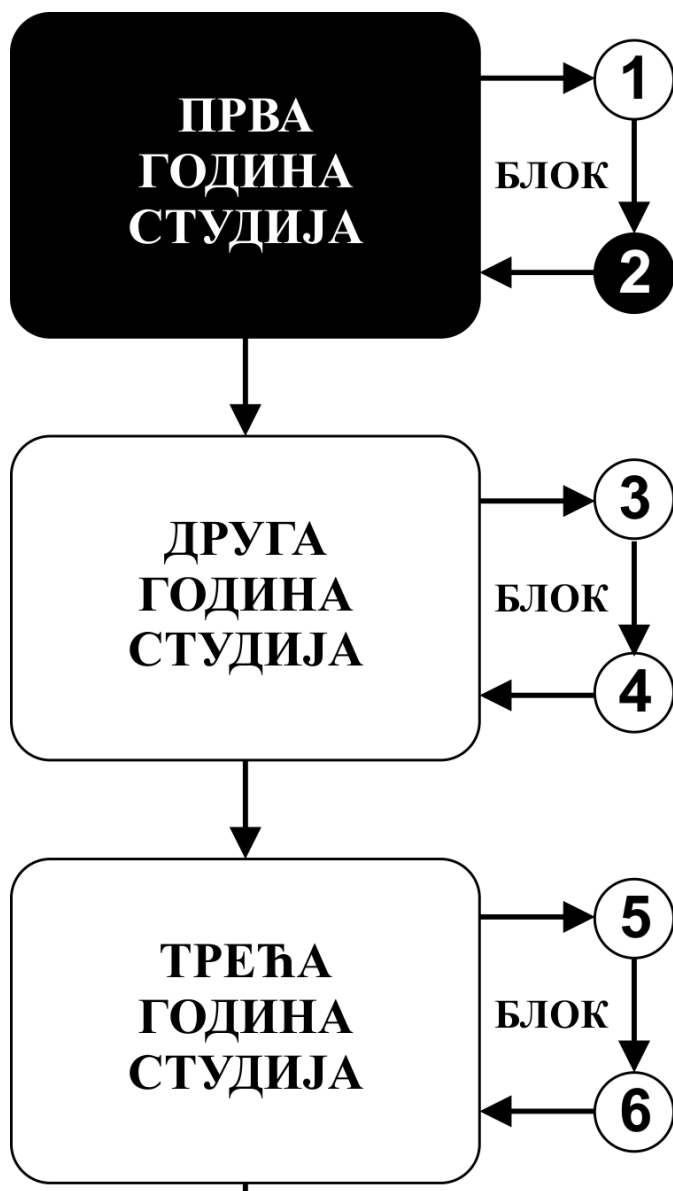 ПРВА
ГОДИНА
СТУДИЈА
1
БЛОК
2
ДРУГА
ГОДИНА
СТУДИЈА
3
БЛОК
4
ТРЕЋА
ГОДИНА
СТУДИЈА
5
БЛОК
6